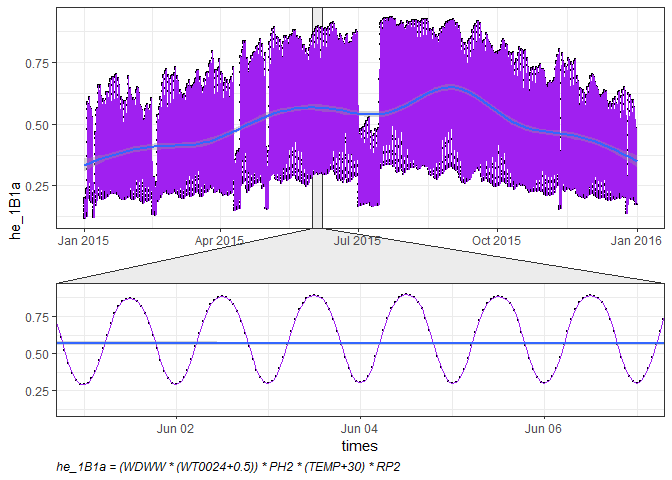 he_1B1a
0.75
0.50
0.25
Jan 2015
Apr 2015
Jul 2015
Oct 2015
Jan 2016
0.75
0.50
0.25
Jun 02
Jun 04
Jun 06
times
he_1B1a = (WDWW * (WT0024+0.5)) * PH2 * (TEMP+30) * RP2